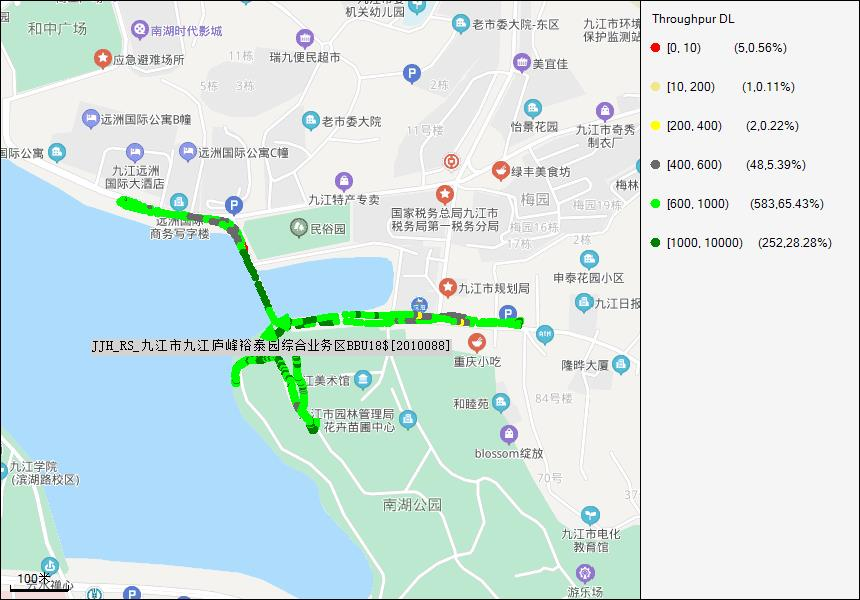 和中广场
南湖时代影城
机关幼儿园
老市委大院-东区
九江市环境
保护监测站
应急避难场所
11栋
瑞九便民超市
美宜佳
5栋
3栋
P
2栋
远洲国际公寓B幢
老市委大院
11号院
怡景花园
九江市奇秀
制衣厂
国际公寓
九江远洲
国际大酒店
远洲国际公寓C幢
绿丰美食坊
九江特产专卖
梅园
梅林
P
国家税务总局九江市
税务局第一税务分局
梅园19栋
梅园16栋
17栋
2栋
远洲国际
商务写字楼
民俗园
申泰花园小区
九江市规划局
九江日报
P
ATM
JJH_RS_九江市九江庐峰裕泰园综合业务区BBU18$[2010088]
重庆小吃
隆烨大厦
江美术馆
84号院
和睦苑
江市园林管理局
花卉苗圃中心
blossom绽放
九江学院
(滨湖路校区)
70号
37
南湖公园
九江市电化
教育馆
100米
云水禅心
P
游乐场
Throughpur DL
[0, 10) (5,0.56%)
[10, 200) (1,0.11%)
[200, 400) (2,0.22%)
[400, 600) (48,5.39%)
[600, 1000) (583,65.43%)
[1000, 10000) (252,28.28%)